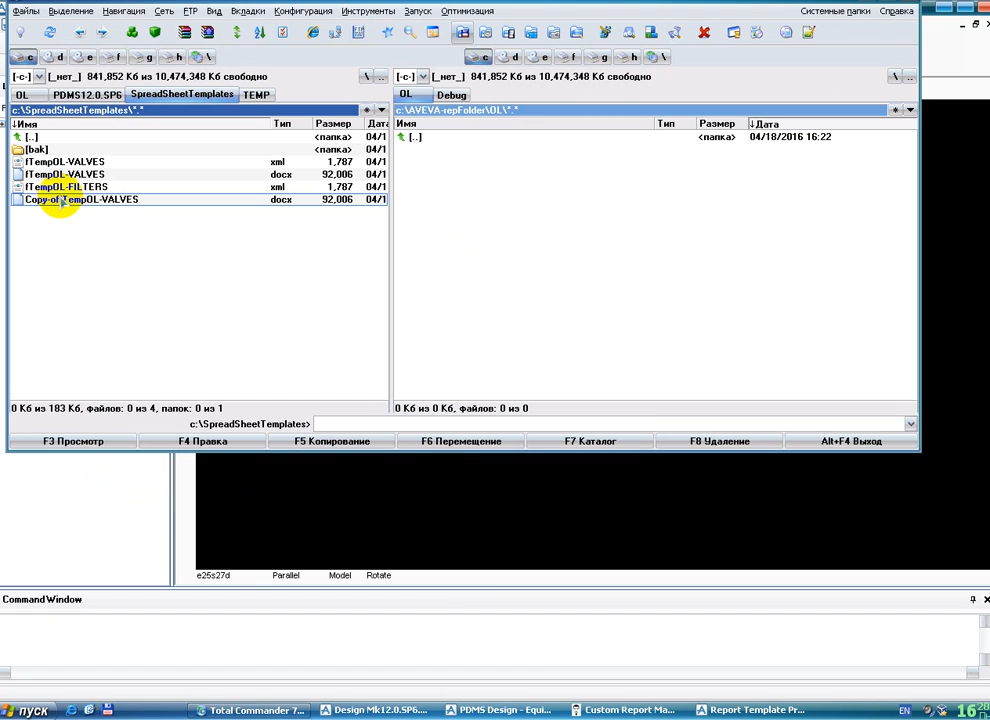 Файлы Выделение Навигация Сеть FTP Вид Вкладки Конфигурация Инструменты Запуск Оптимизация Системные папки Справка
c d e f g h \
c d e f g h \
[-c-] [_нет_] 841,852 Кб из 10,474,348 Кб свободно \ ..
[-c-] [_нет_] 841,852 Кб из 10,474,348 Кб свободно \ ..
OL PDMS12.0.SP6 SpreadSheetTemplates TEMP
OL Debug
c:\SpreadSheetTemplates\*.*
c:\AVEVA-repFolder\OL\*.*
Имя Тип Размер Дата
Имя Тип Размер Дата
[..] <папка> 04/1
[..] <папка> 04/18/2016 16:22
[bak] <папка> 04/1
fTempOL-VALVES xml 1,787 04/1
fTempOL-VALVES docx 92,006 04/1
fTempOL-FILTERS xml 1,787 04/1
docx 92,006 04/1
0 Кб из 183 Кб, файлов: 0 из 4, папок: 0 из 1
0 Кб из 0 Кб, файлов: 0 из 0
c:\SpreadSheetTemplates>
F3 Просмотр F4 Правка F5 Копирование F6 Перемещение F7 Каталог F8 Удаление Alt+F4 Выход
e25s27d Parallel Model Rotate
CommandWindow
пуск Total Commander 7... Design Mk12.0.SP6.... PDMS Design - Equi... Custom Report Ma... Report Template Pr... EN